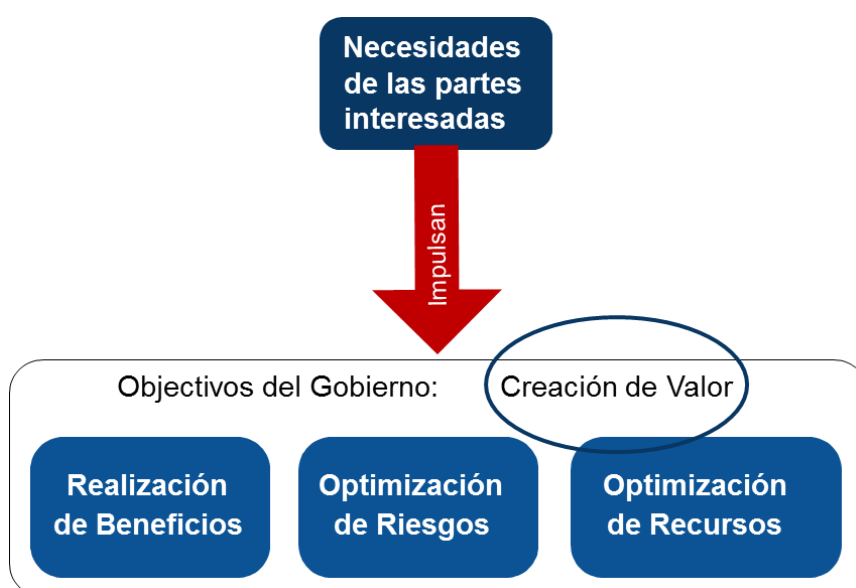 Necesidades
de las partes
interesadas
Impulsan
Objectivos del Gobierno: Creación de Valor
Realización
de Beneficios
Optimización
de Riesgos
Optimización
de Recursos